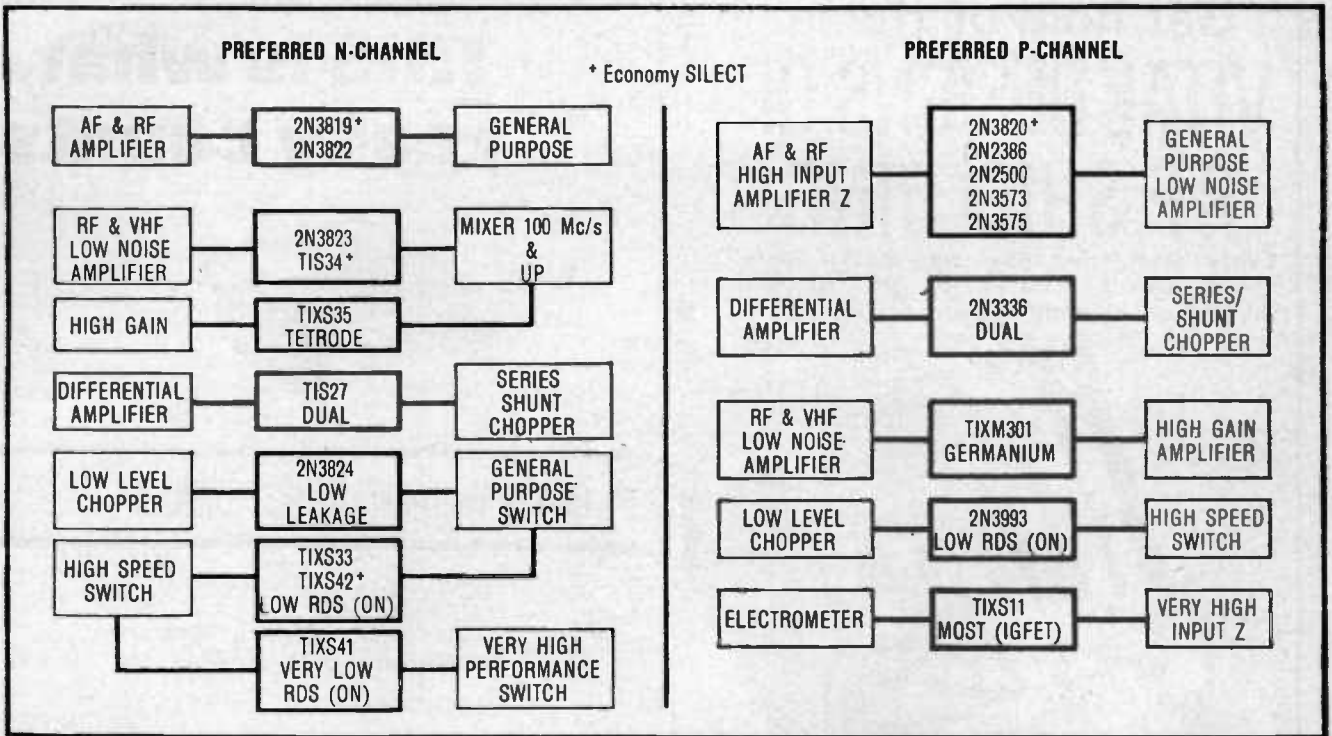 PREFERRED N-CHANNEL
PREFERRED P-CHANNEL
+ Economy SILECT
AF & RF
AMPLIFIER
2N3819+
2N3822
GENERAL
PURPOSE
RF & VHF
LOW NOISE
AMPLIFIER
2N3823
TIS34+
MIXER 100 Mc/s
&
UP
HIGH GAIN
TIXS35
TETRODE
DIFFERENTIAL
AMPLIFIER
TIS27
DUAL
SERIES
SHUNT
CHOPPER
LOW LEVEL
CHOPPER
2N3824
LOW
LEAKAGE
GENERAL
PURPOSE
SWITCH
HIGH SPEED
SWITCH
TIXS33
TIXS42+
LOW RDS (ON)
TIXS41
VERY LOW
RDS (ON)
VERY HIGH
PERFORMANCE
SWITCH
AF & RF
HIGH INPUT
AMPLIFIER Z
2N3820+
2N2386
2N2500
2N3573
2N3575
GENERAL
PURPOSE
LOW NOISE
AMPLIFIER
DIFFERENTIAL
AMPLIFIER
2N3336
DUAL
SERIES/
SHUNT
CHOPPER
RF & VHF
LOW NOISE
AMPLIFIER
TIXM301
GERMANIUM
HIGH GAIN
AMPLIFIER
LOW LEVEL
CHOPPER
2N3993
LOW RDS (ON)
HIGH SPEED
SWITCH
ELECTROMETER
TIXS11
MOST (IGFET)
VERY HIGH
INPUT Z